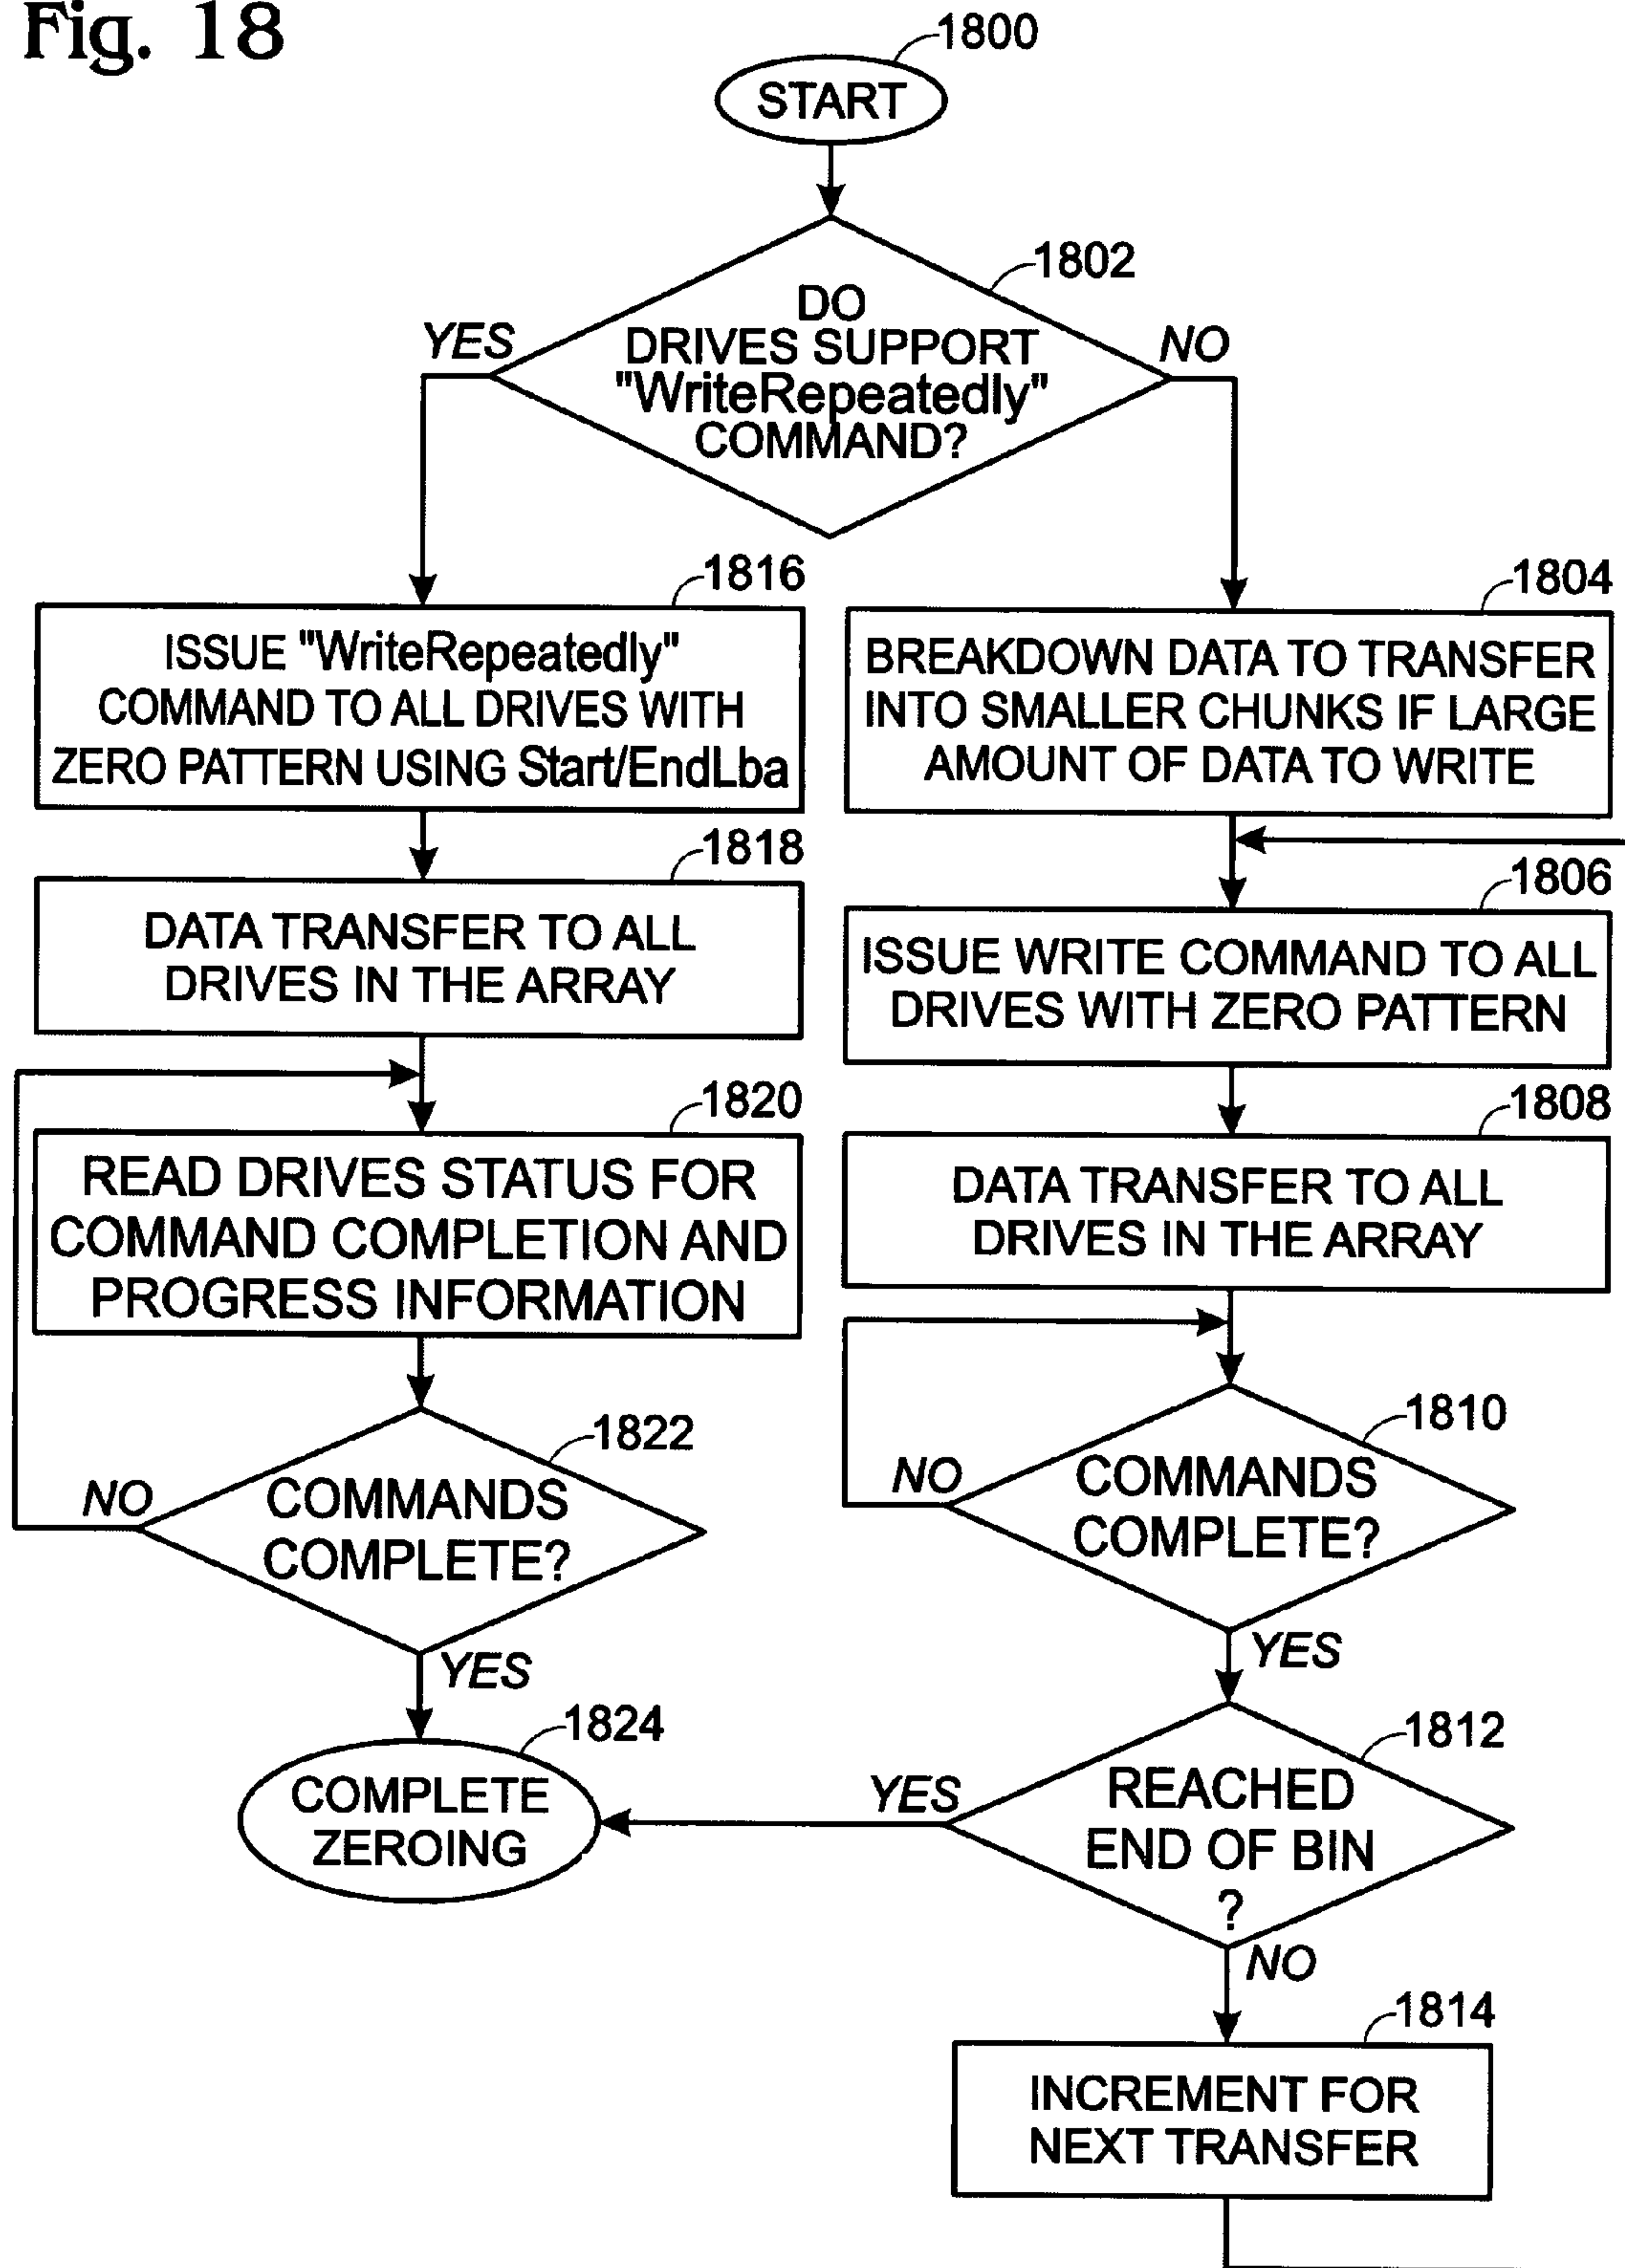 Fig. 18
1800
START
1802
DO
DRIVES SUPPORT
"WriteRepeatedly"
COMMAND?
YES
NO
1816
ISSUE "WriteRepeatedly"
COMMAND TO ALL DRIVES WITH
ZERO PATTERN USING Start/EndLba
1804
BREAKDOWN DATA TO TRANSFER
INTO SMALLER CHUNKS IF LARGE
AMOUNT OF DATA TO WRITE
1818
DATA TRANSFER TO ALL
DRIVES IN THE ARRAY
1806
ISSUE WRITE COMMAND TO ALL
DRIVES WITH ZERO PATTERN
1820
READ DRIVES STATUS FOR
COMMAND COMPLETION AND
PROGRESS INFORMATION
1808
DATA TRANSFER TO ALL
DRIVES IN THE ARRAY
1822
COMMANDS
COMPLETE?
NO
YES
1810
COMMANDS
COMPLETE?
NO
YES
1824
COMPLETE
ZEROING
1812
REACHED
END OF BIN
?
YES
NO
1814
INCREMENT FOR
NEXT TRANSFER